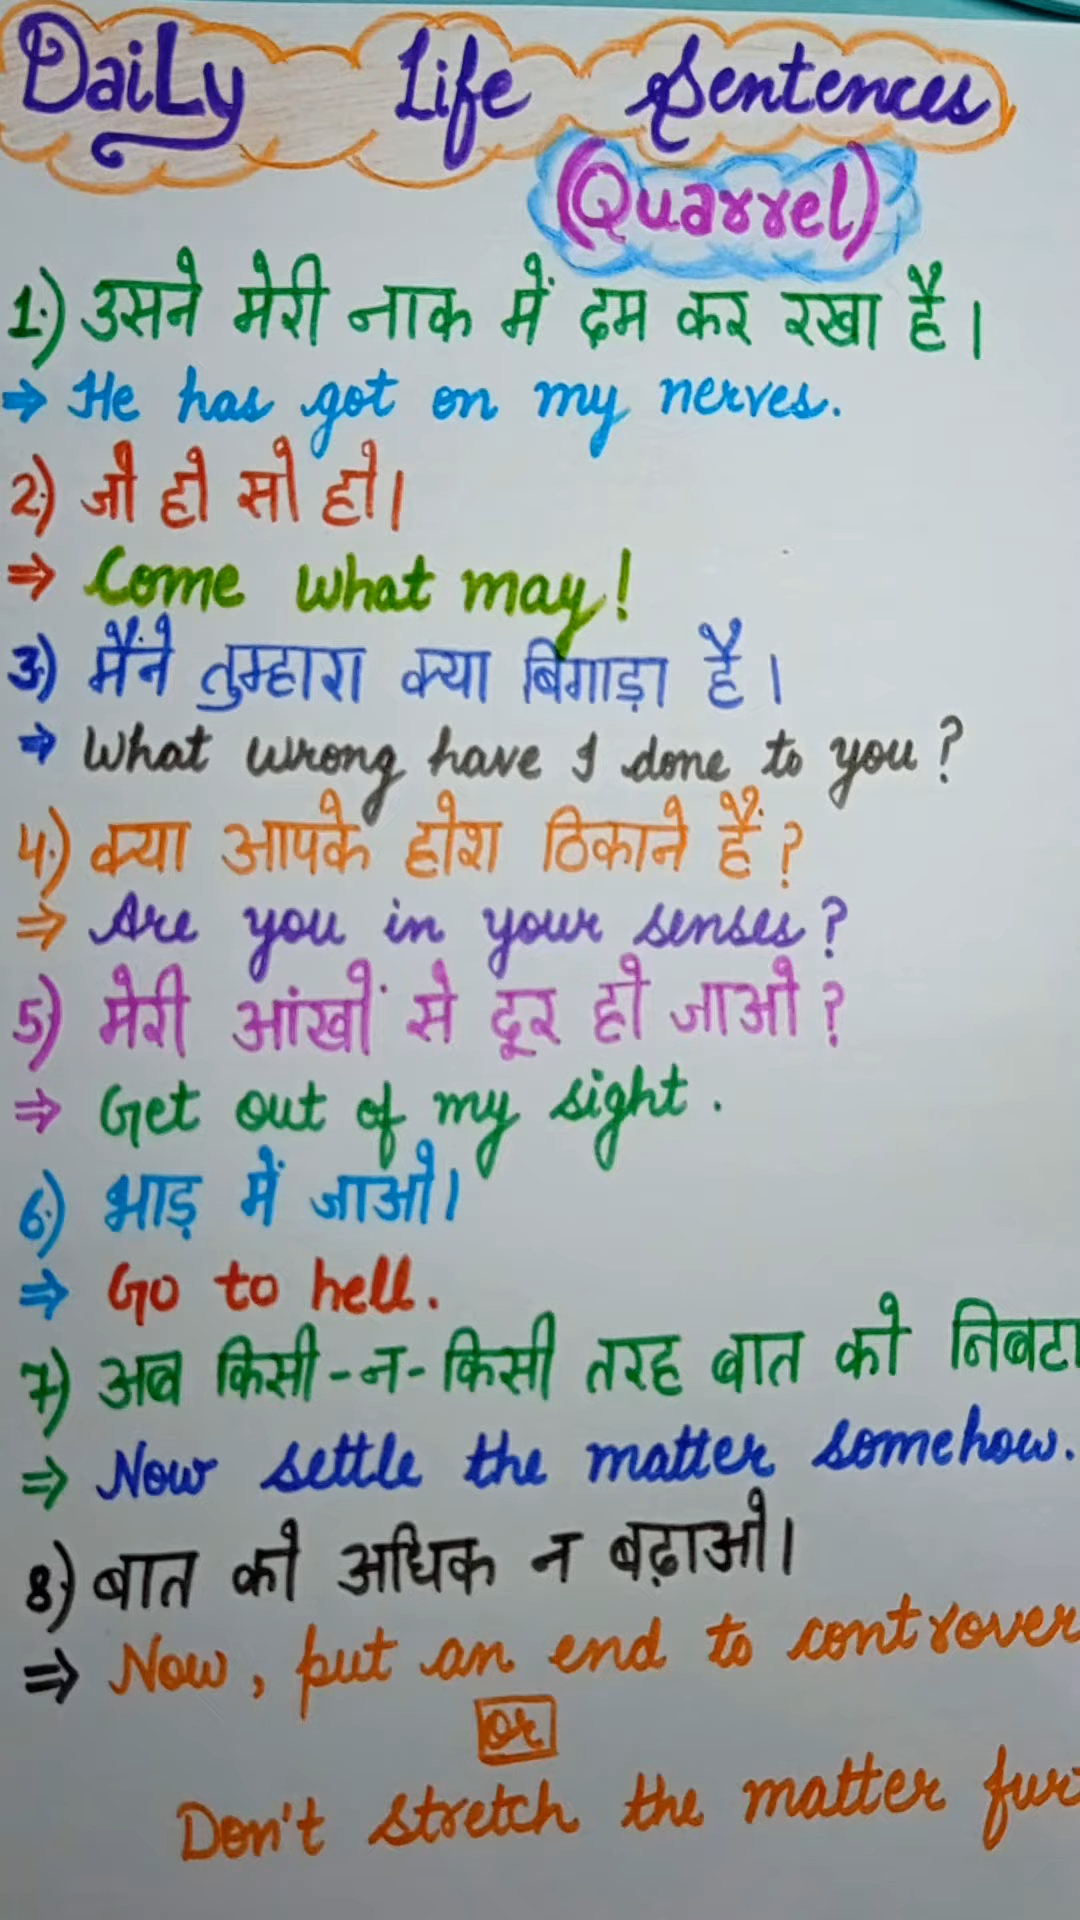 Daily Life Sentences
(Quarrel)
1.) उसने मेरी नाक में दम कर रखा है।
⇒ He has got on my nerves.
2.) जो हो सो हो।
⇒ Come what may!
3.) मैंने तुम्हारा क्या बिगाड़ा है।
⇒ What wrong have I done to you?
4.) क्या आपके होश ठिकाने हैं?
⇒ Are you in your senses?
5.) मेरी आंखों से दूर हो जाओ?
⇒ Get out of my sight.
6.) भाड़ में जाओ।
⇒ Go to hell.
7.) अब किसी-न-किसी तरह बात को निबटा
⇒ Now settle the matter somehow.
8.) बात को अधिक न बढ़ाओ।
⇒ Now, put an end to controver
or
Don't stretch the matter fur